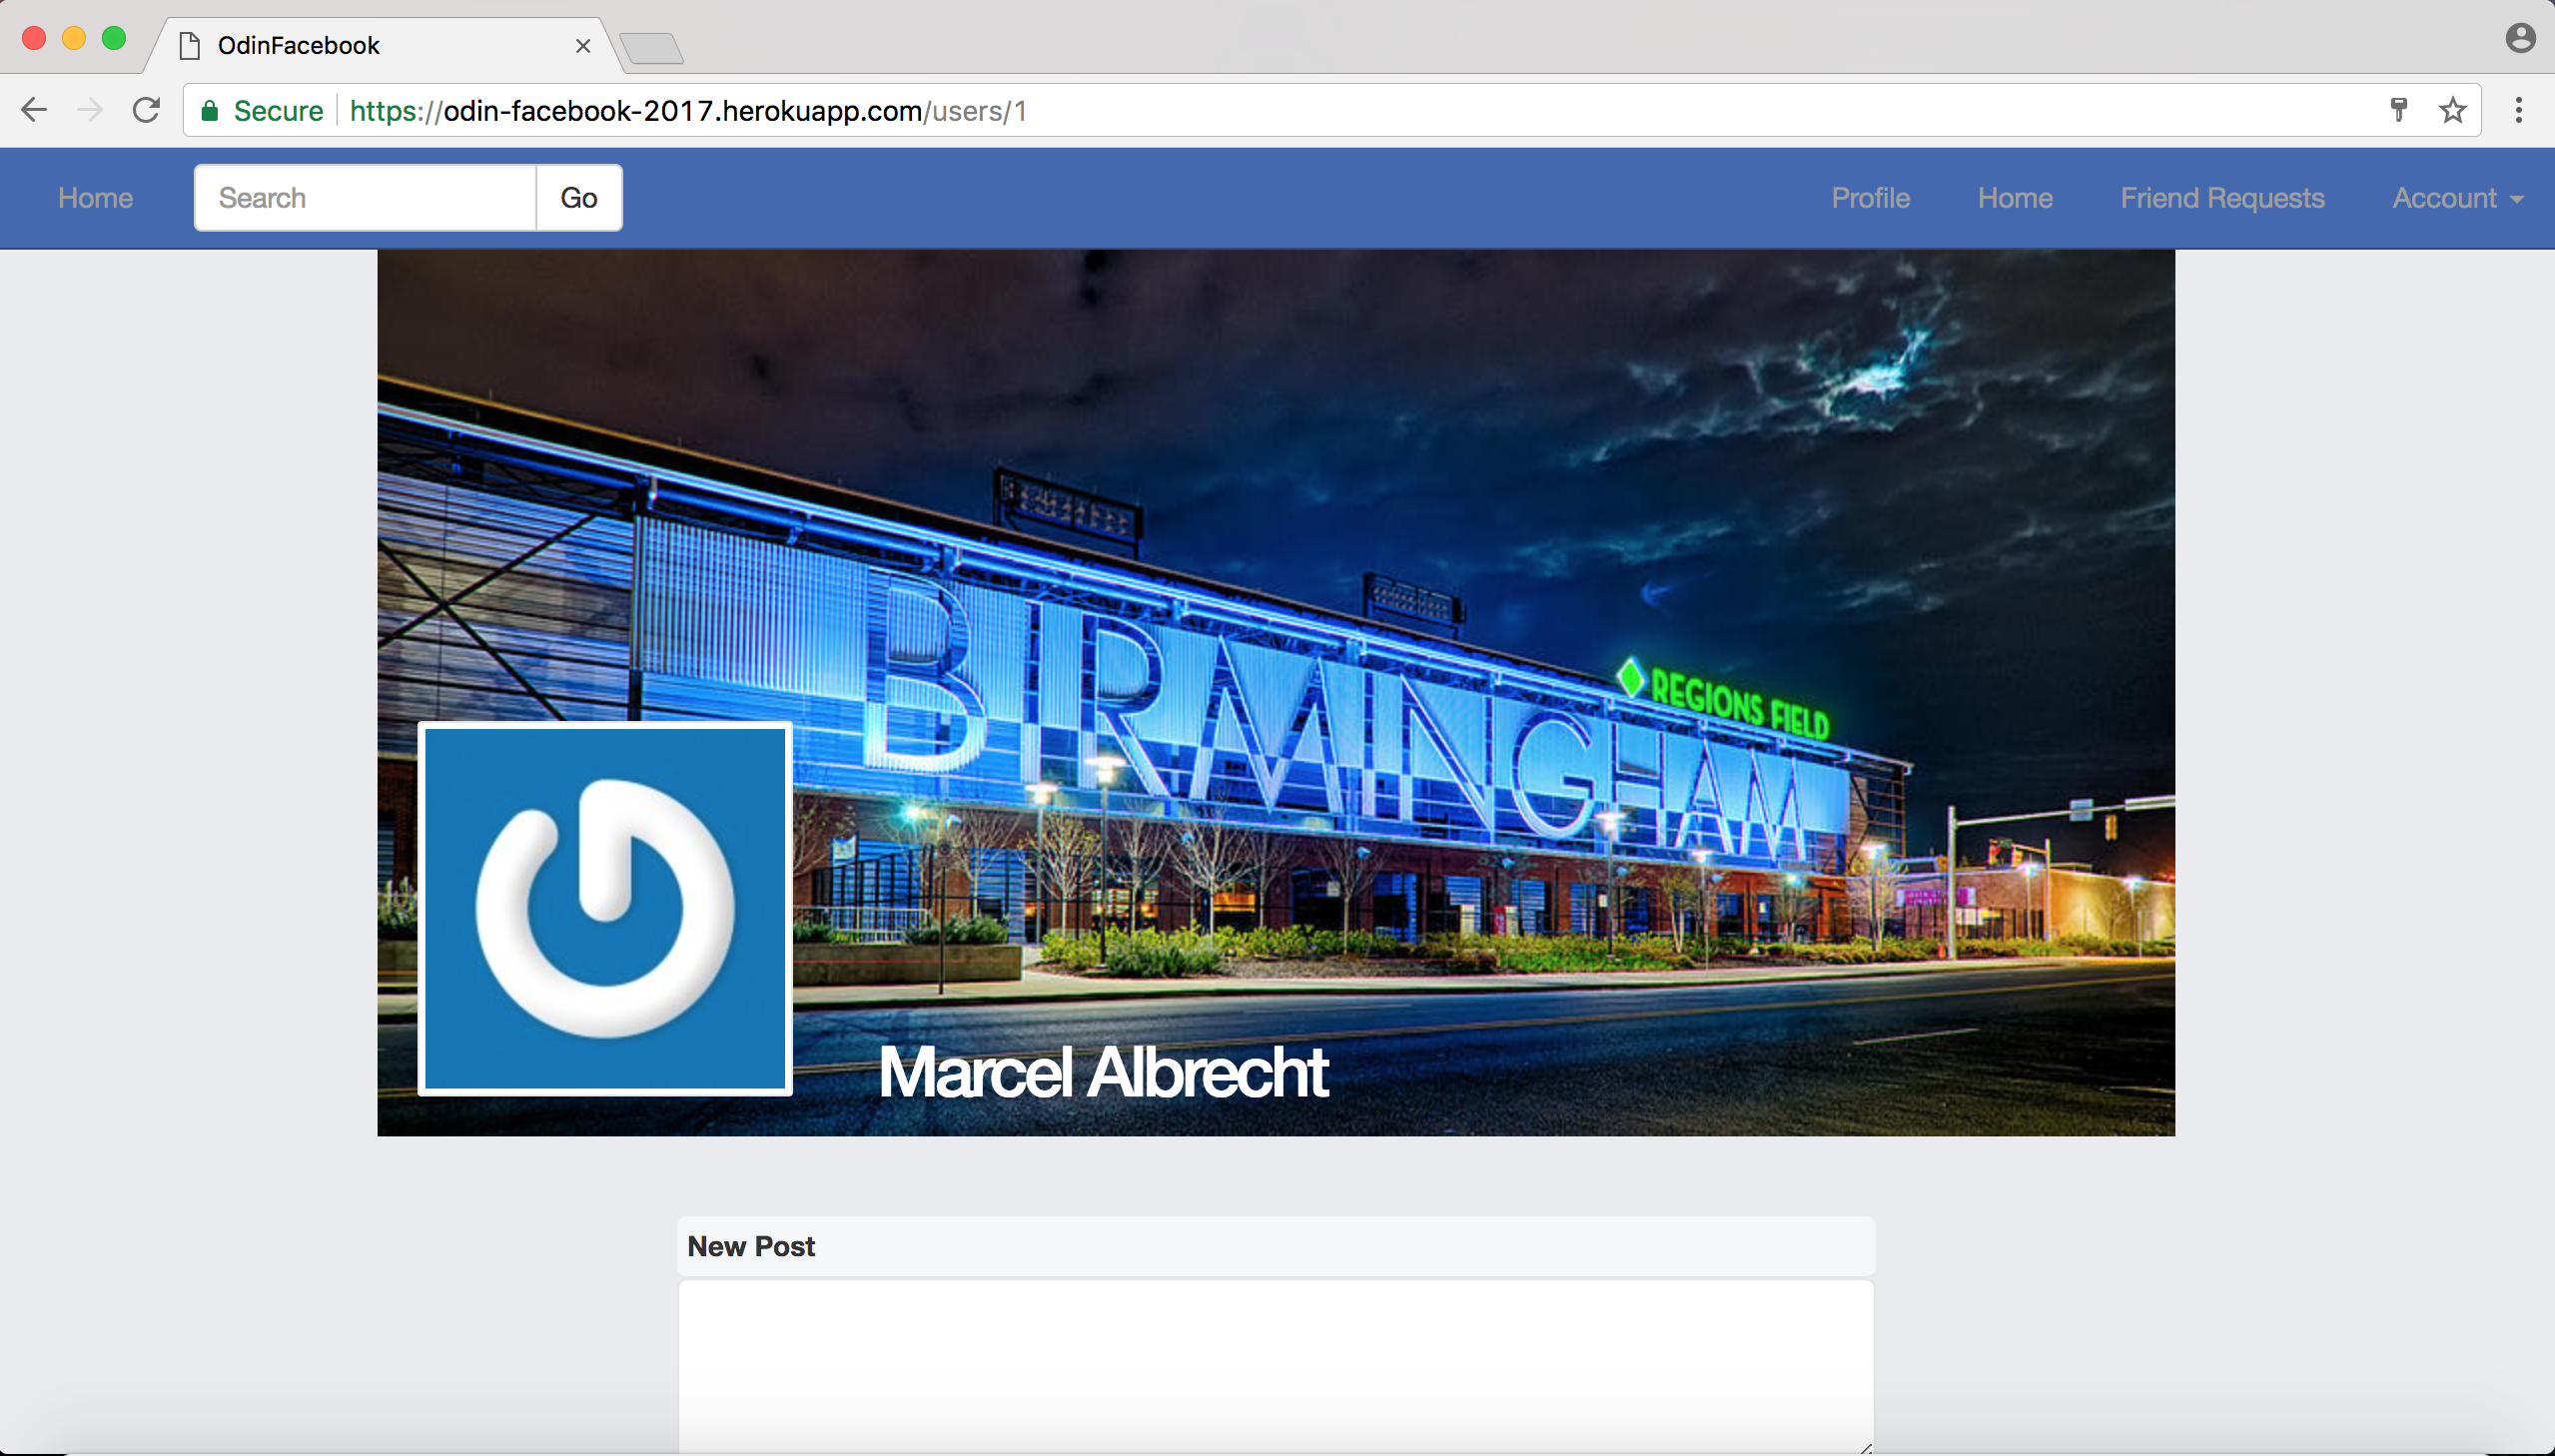 OdinFacebook
Secure https://odin-facebook-2017.herokuapp.com/users/1
Home Search Go Profile Home Friend Requests Account
BIRMINGHAM
REGIONS FIELD
Marcel Albrecht
New Post